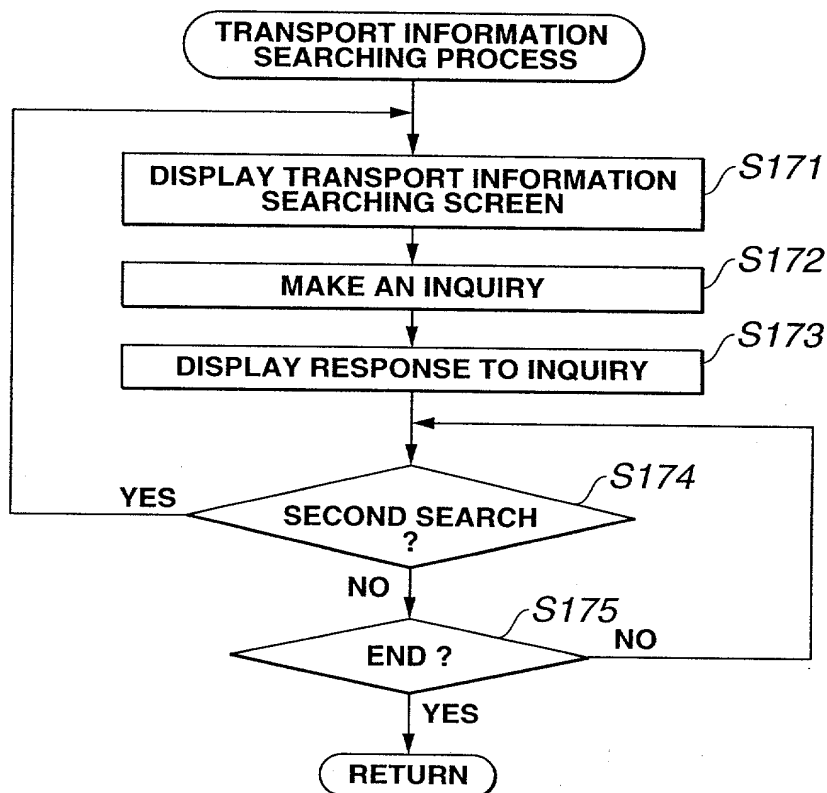 TRANSPORT INFORMATION
SEARCHING PROCESS
DISPLAY TRANSPORT INFORMATION
SEARCHING SCREEN
S171
MAKE AN INQUIRY
S172
DISPLAY RESPONSE TO INQUIRY
S173
SECOND SEARCH
?
S174
YES
NO
END ?
S175
NO
YES
RETURN